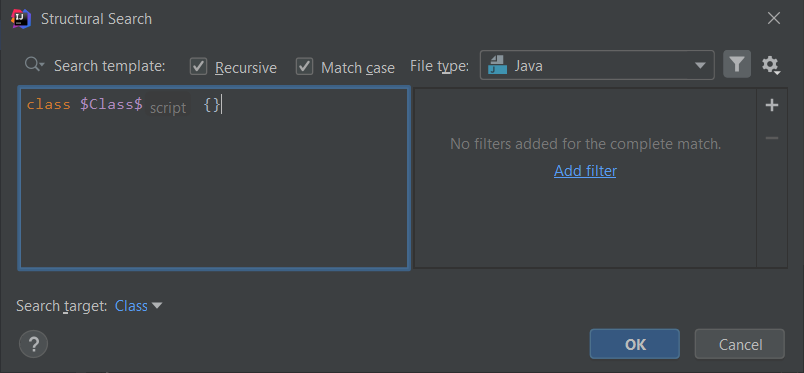 Structural Search
Search template: Recursive Match case File type: Java
class $Class$ script {}
No filters added for the complete match.
Add filter
Search target: Class
? OK Cancel